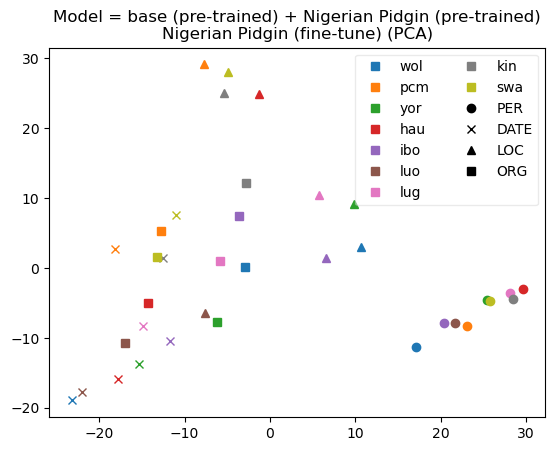 Model = base (pre-trained) + Nigerian Pidgin (pre-trained)
Nigerian Pidgin (fine-tune) (PCA)
30
20
10
0
−10
−20
−20
−10
0
10
20
30
wol
pcm
yor
hau
ibo
luo
lug
kin
swa
PER
DATE
LOC
ORG